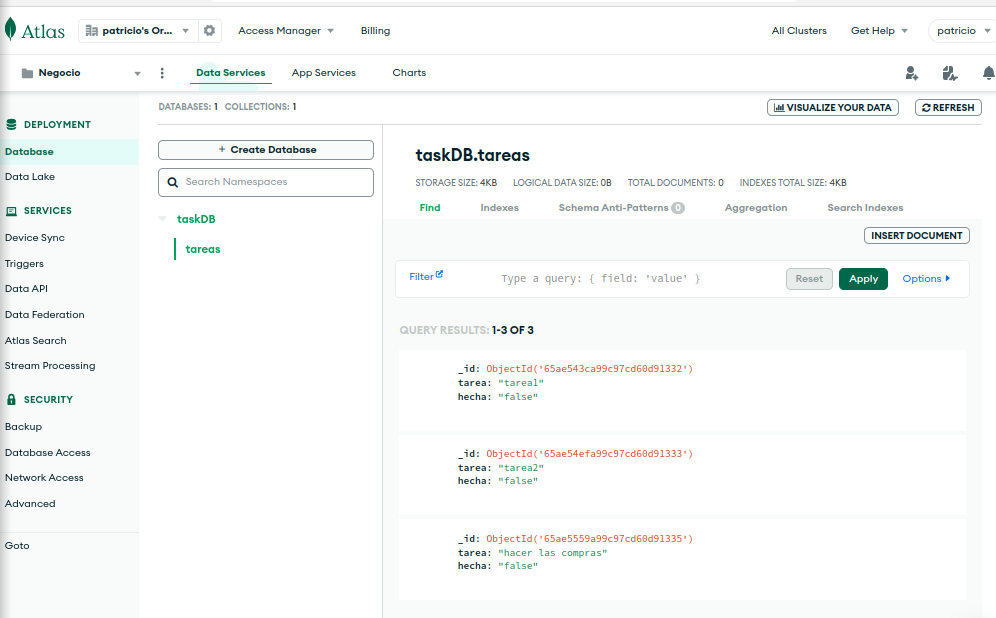 Atlas
patricio's Or...
Access Manager
Billing
All Clusters
Get Help
patricio
Negocio
Data Services
App Services
Charts
DEPLOYMENT
Database
Data Lake
SERVICES
Device Sync
Triggers
Data API
Data Federation
Atlas Search
Stream Processing
SECURITY
Backup
Database Access
Network Access
Advanced
Goto
DATABASES: 1 COLLECTIONS: 1
VISUALIZE YOUR DATA
REFRESH
+ Create Database
Search Namespaces
taskDB
tareas
taskDB.tareas
STORAGE SIZE: 4KB LOGICAL DATA SIZE: 0B TOTAL DOCUMENTS: 0 INDEXES TOTAL SIZE: 4KB
Find
Indexes
Schema Anti-Patterns 0
Aggregation
Search Indexes
INSERT DOCUMENT
Filter
Type a query: { field: 'value' }
Reset
Apply
Options
QUERY RESULTS: 1-3 OF 3
_id: ObjectId('65ae543ca99c97cd60d91332')
tarea: "tarea1"
hecha: "false"
_id: ObjectId('65ae54efa99c97cd60d91333')
tarea: "tarea2"
hecha: "false"
_id: ObjectId('65ae5559a99c97cd60d91335')
tarea: "hacer las compras"
hecha: "false"